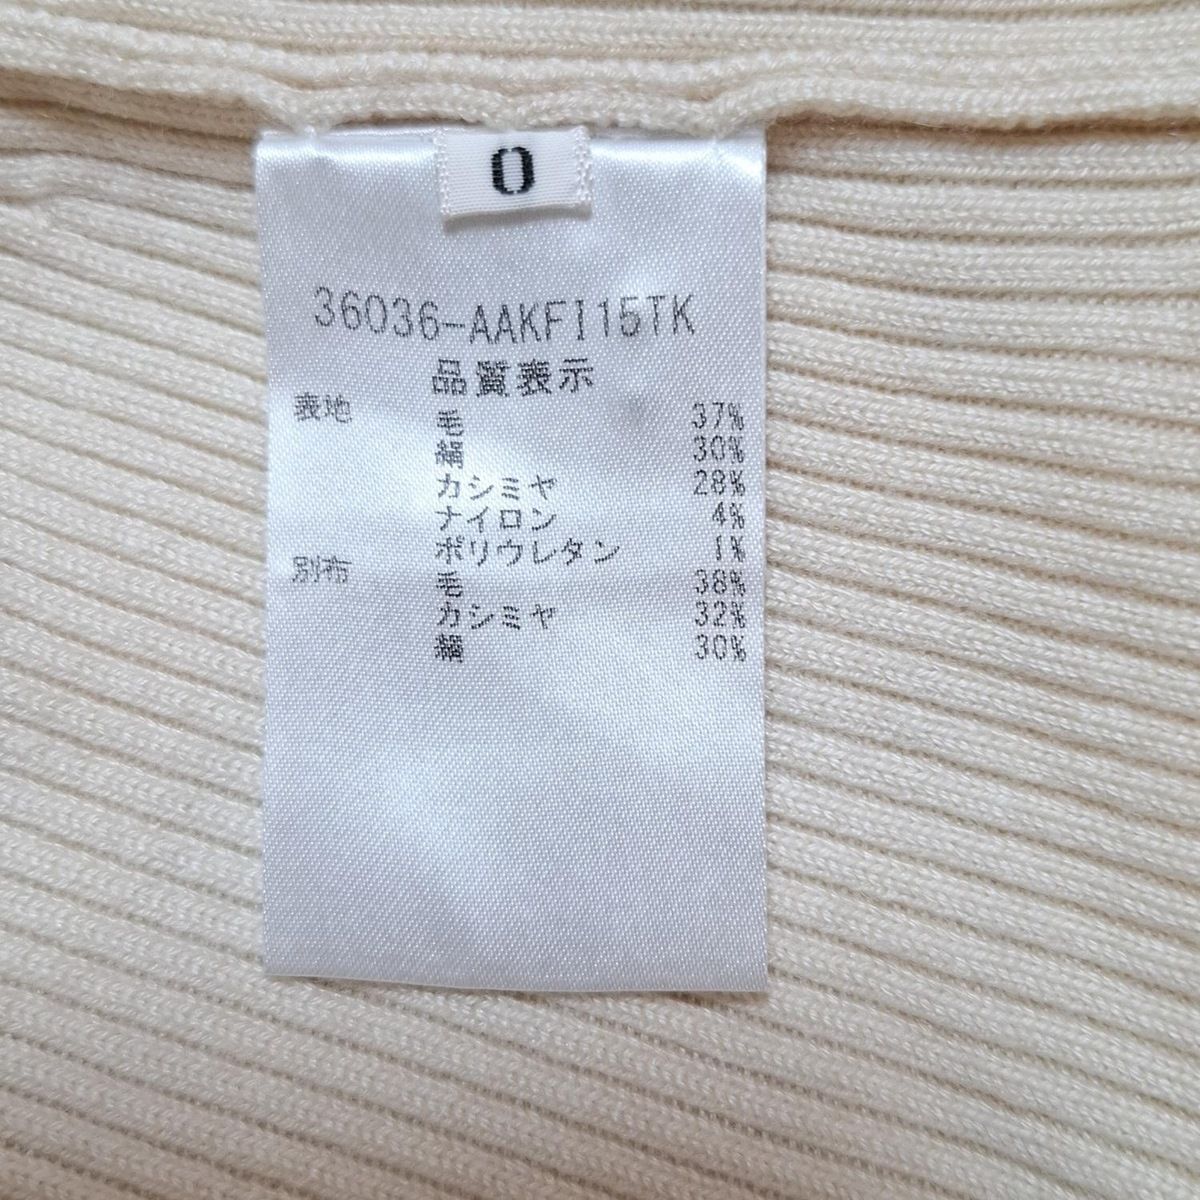 0
36036-AAKFI15TK
品質表示
表地 毛 37%
絹 30%
カシミヤ 28%
ナイロン 4%
ポリウレタン 1%
別布 毛 38%
カシミヤ 32%
絹 30%